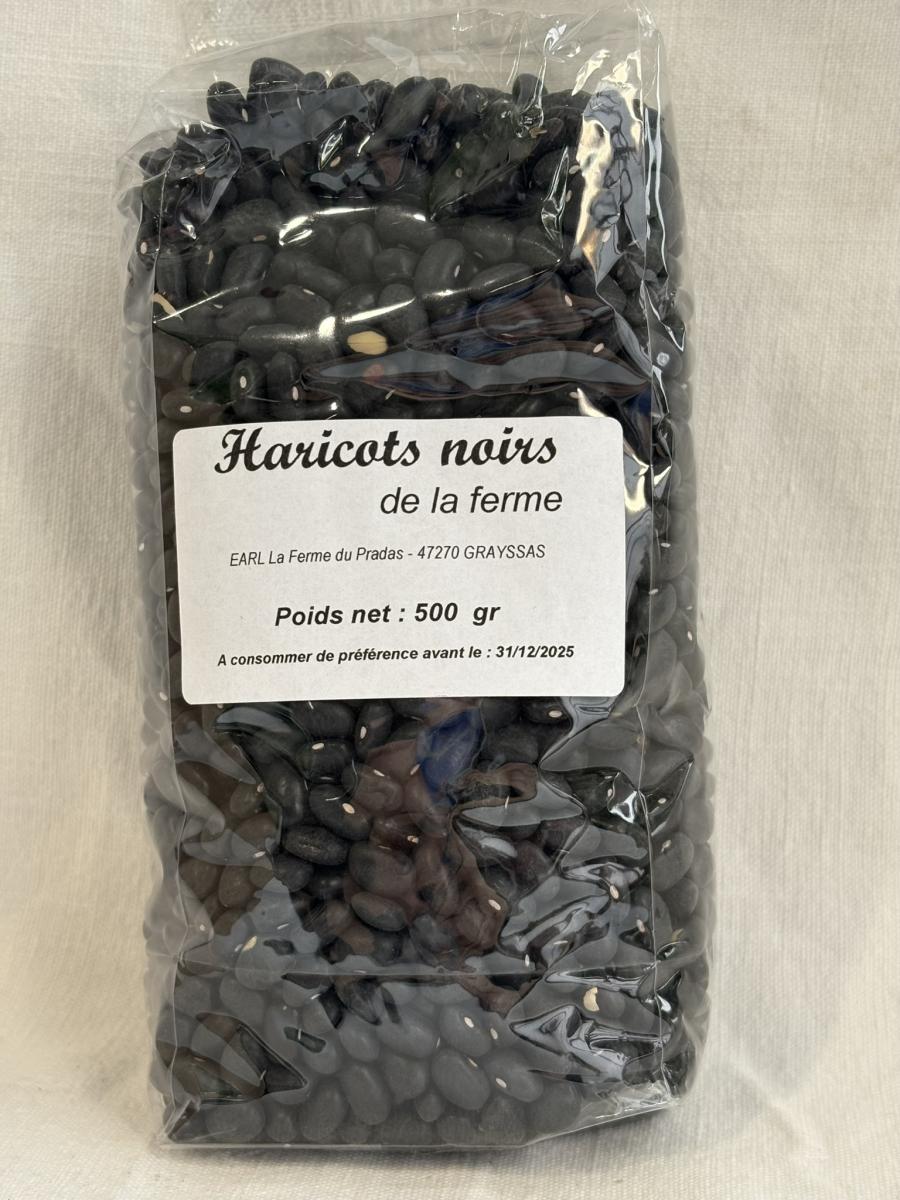 Haricots noirs
de la ferme
EARL La Ferme du Pradas - 47270 GRAYSSAS
Poids net : 500 gr
A consommer de préférence avant le : 31/12/2025